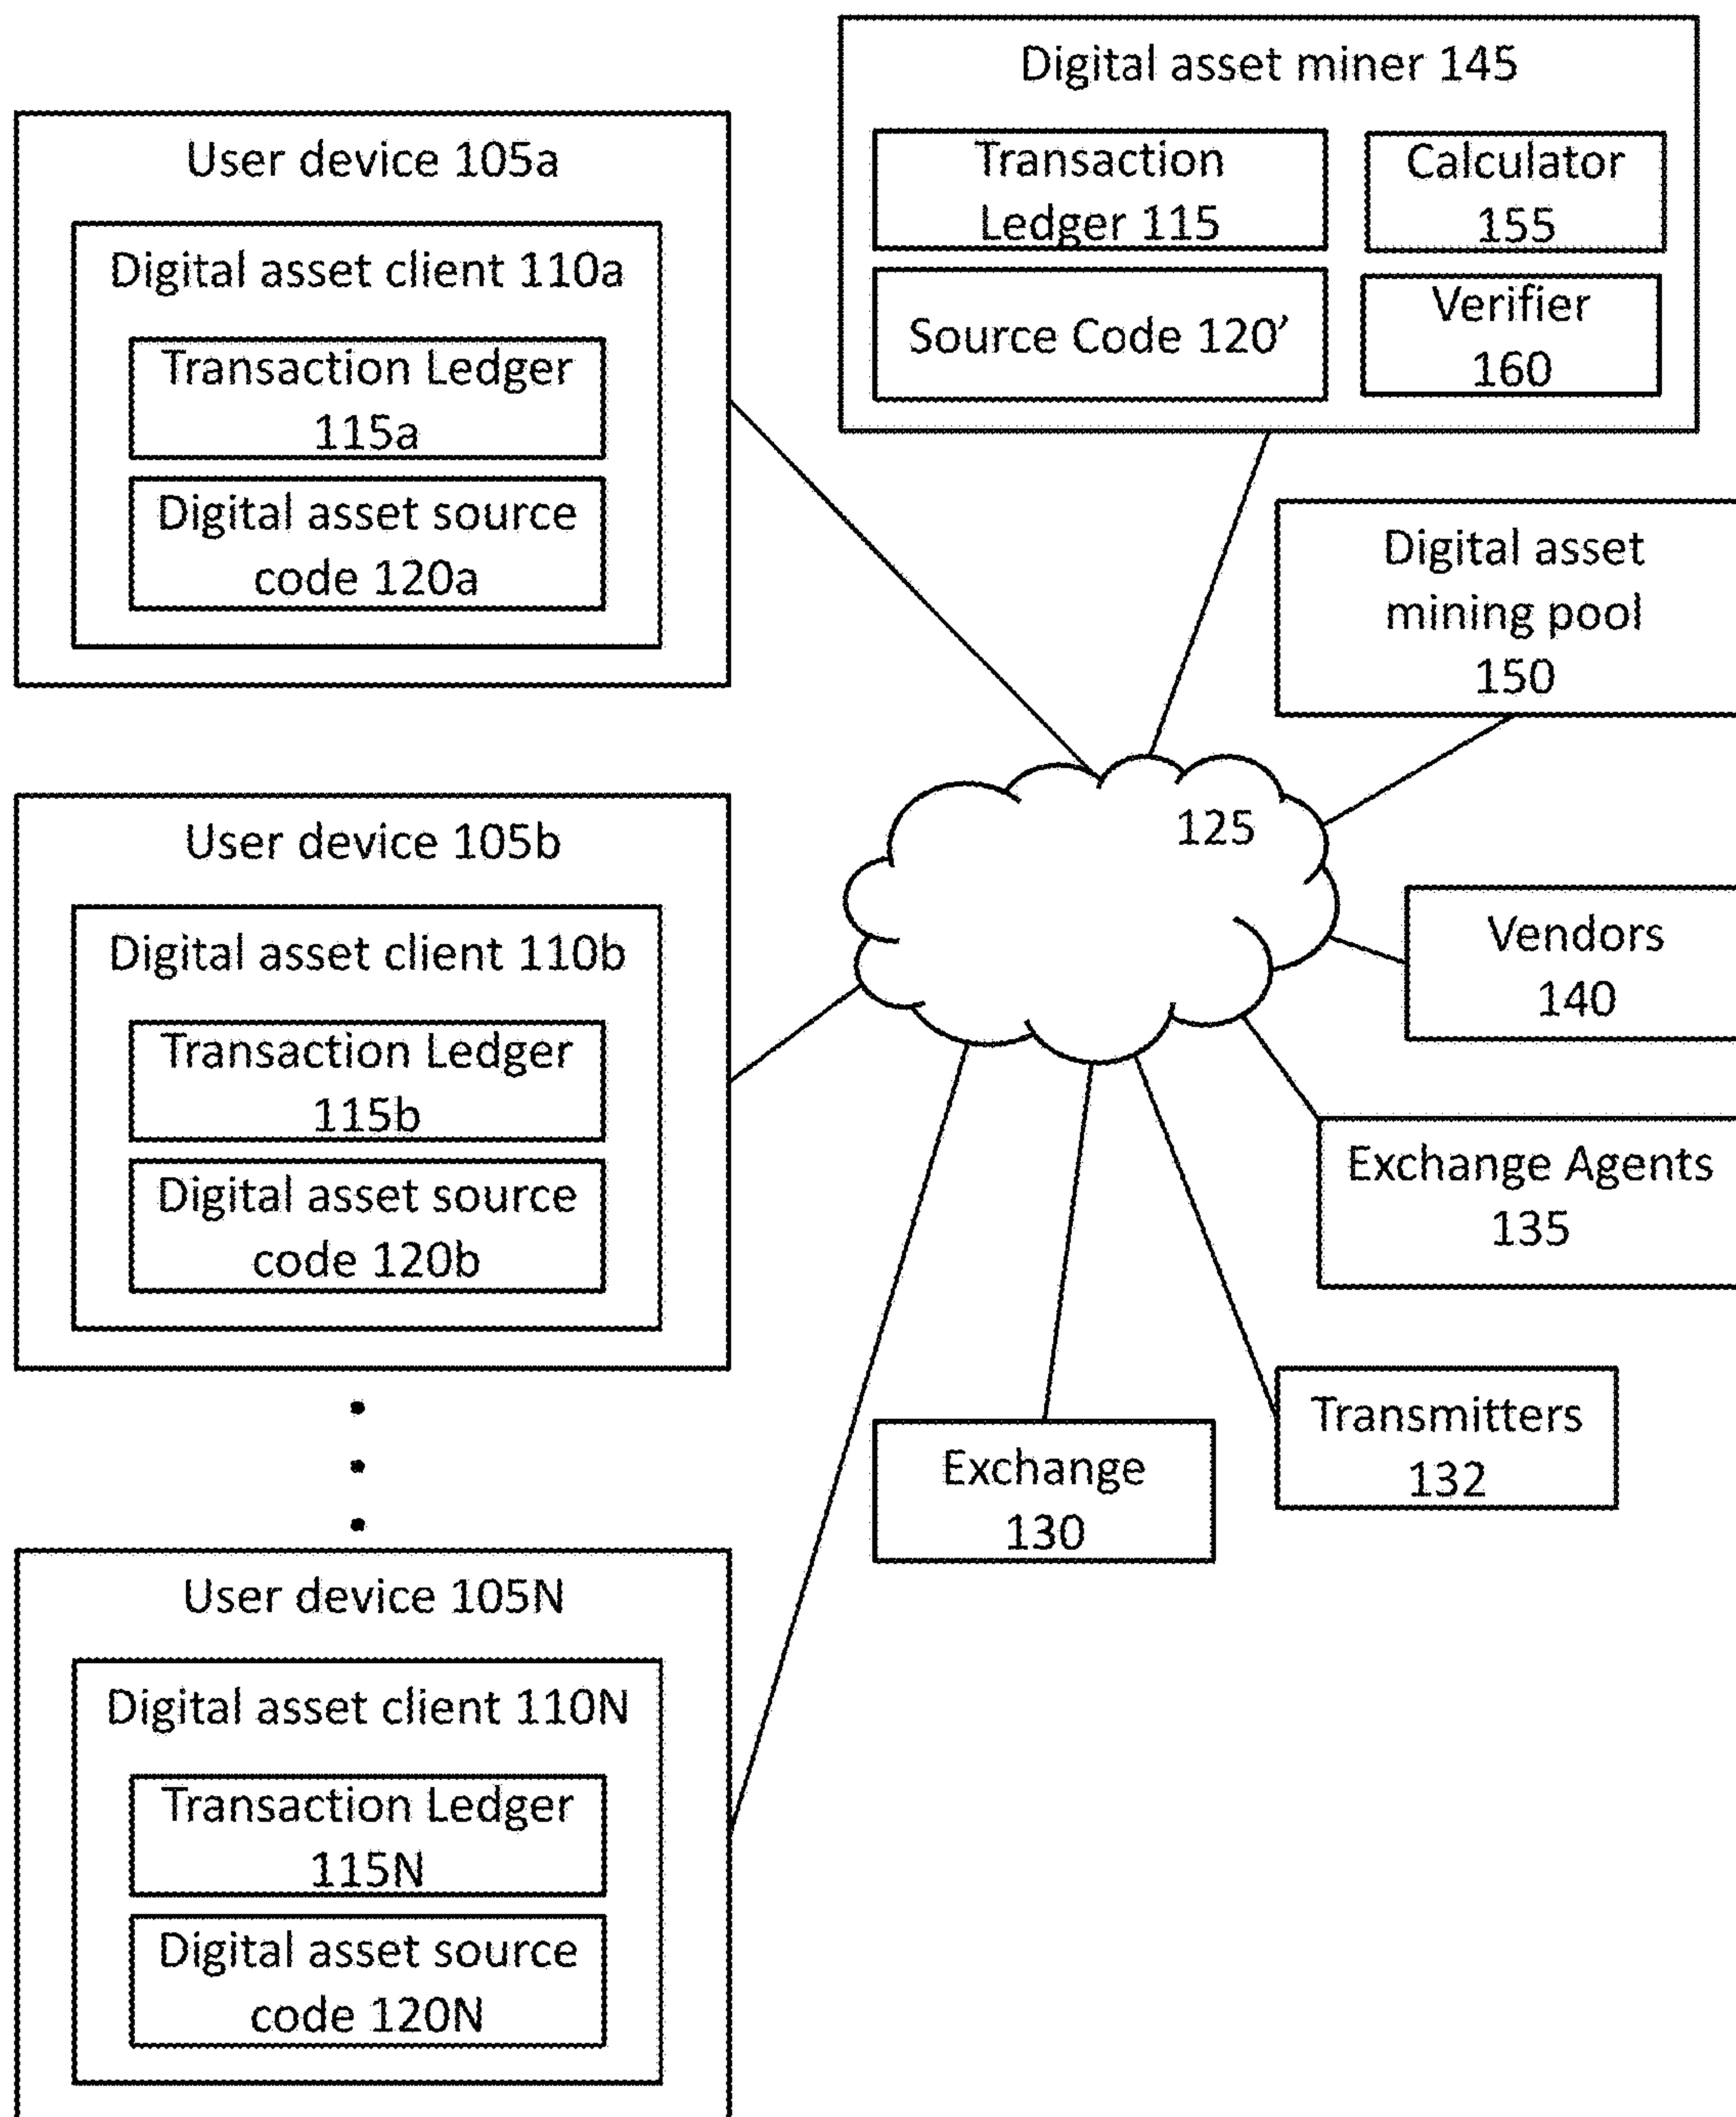 Digital asset miner 145
Transaction
Ledger 115
Calculator
155
Source Code 120’
Verifier
160
User device 105a
Digital asset client 110a
Transaction Ledger
115a
Digital asset source
code 120a
Digital asset
mining pool
150
125
User device 105b
Digital asset client 110b
Transaction Ledger
115b
Digital asset source
code 120b
Vendors
140
Exchange Agents
135
Transmitters
132
Exchange
130
User device 105N
Digital asset client 110N
Transaction Ledger
115N
Digital asset source
code 120N